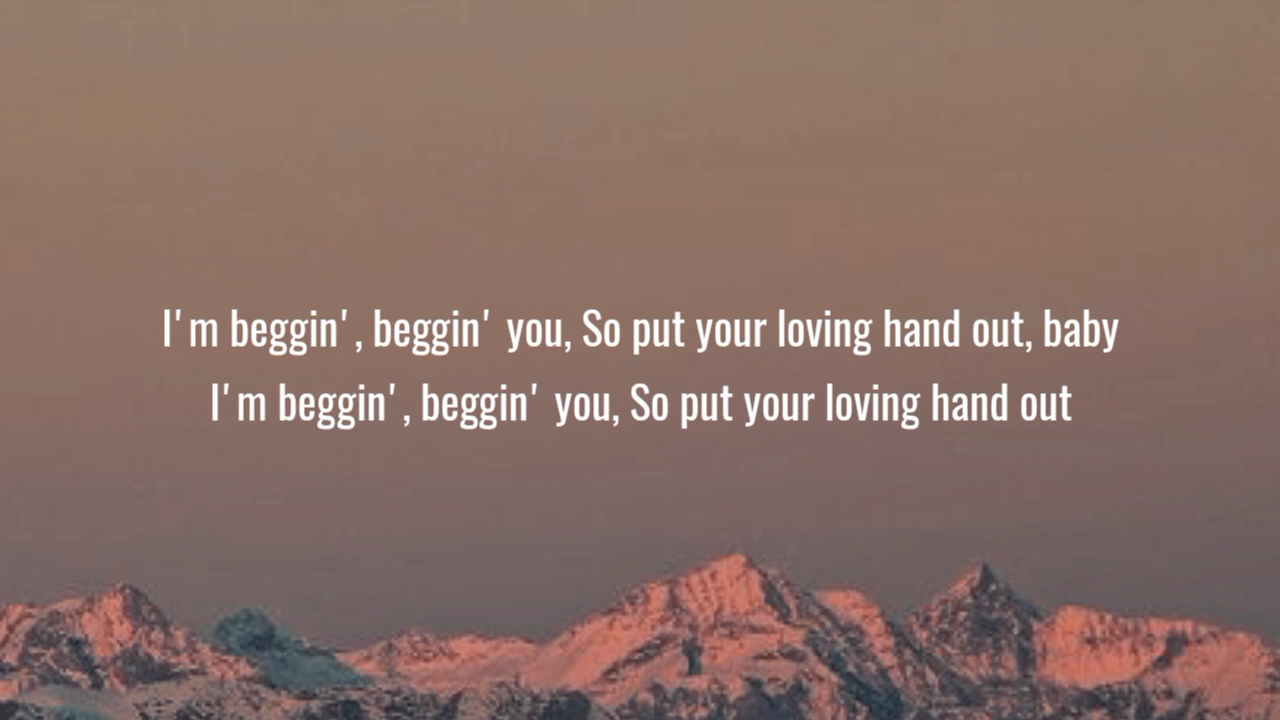 I'm beggin', beggin' you, So put your loving hand out, baby
I'm beggin', beggin' you, So put your loving hand out